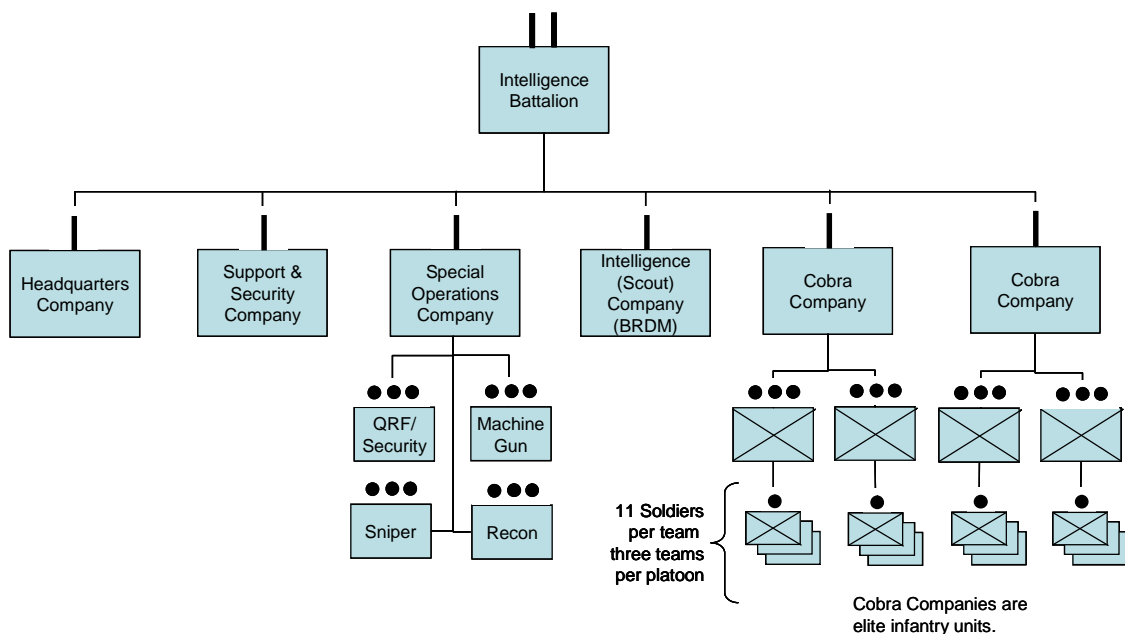 Intelligence
Battalion
Headquarters
Company
Support &
Security
Company
Special
Operations
Company
Intelligence
(Scout)
Company
(BRDM)
Cobra
Company
Cobra
Company
QRF/
Security
Machine
Gun
Sniper
Recon
11 Soldiers
per team
three teams
per platoon
Cobra Companies are
elite infantry units.